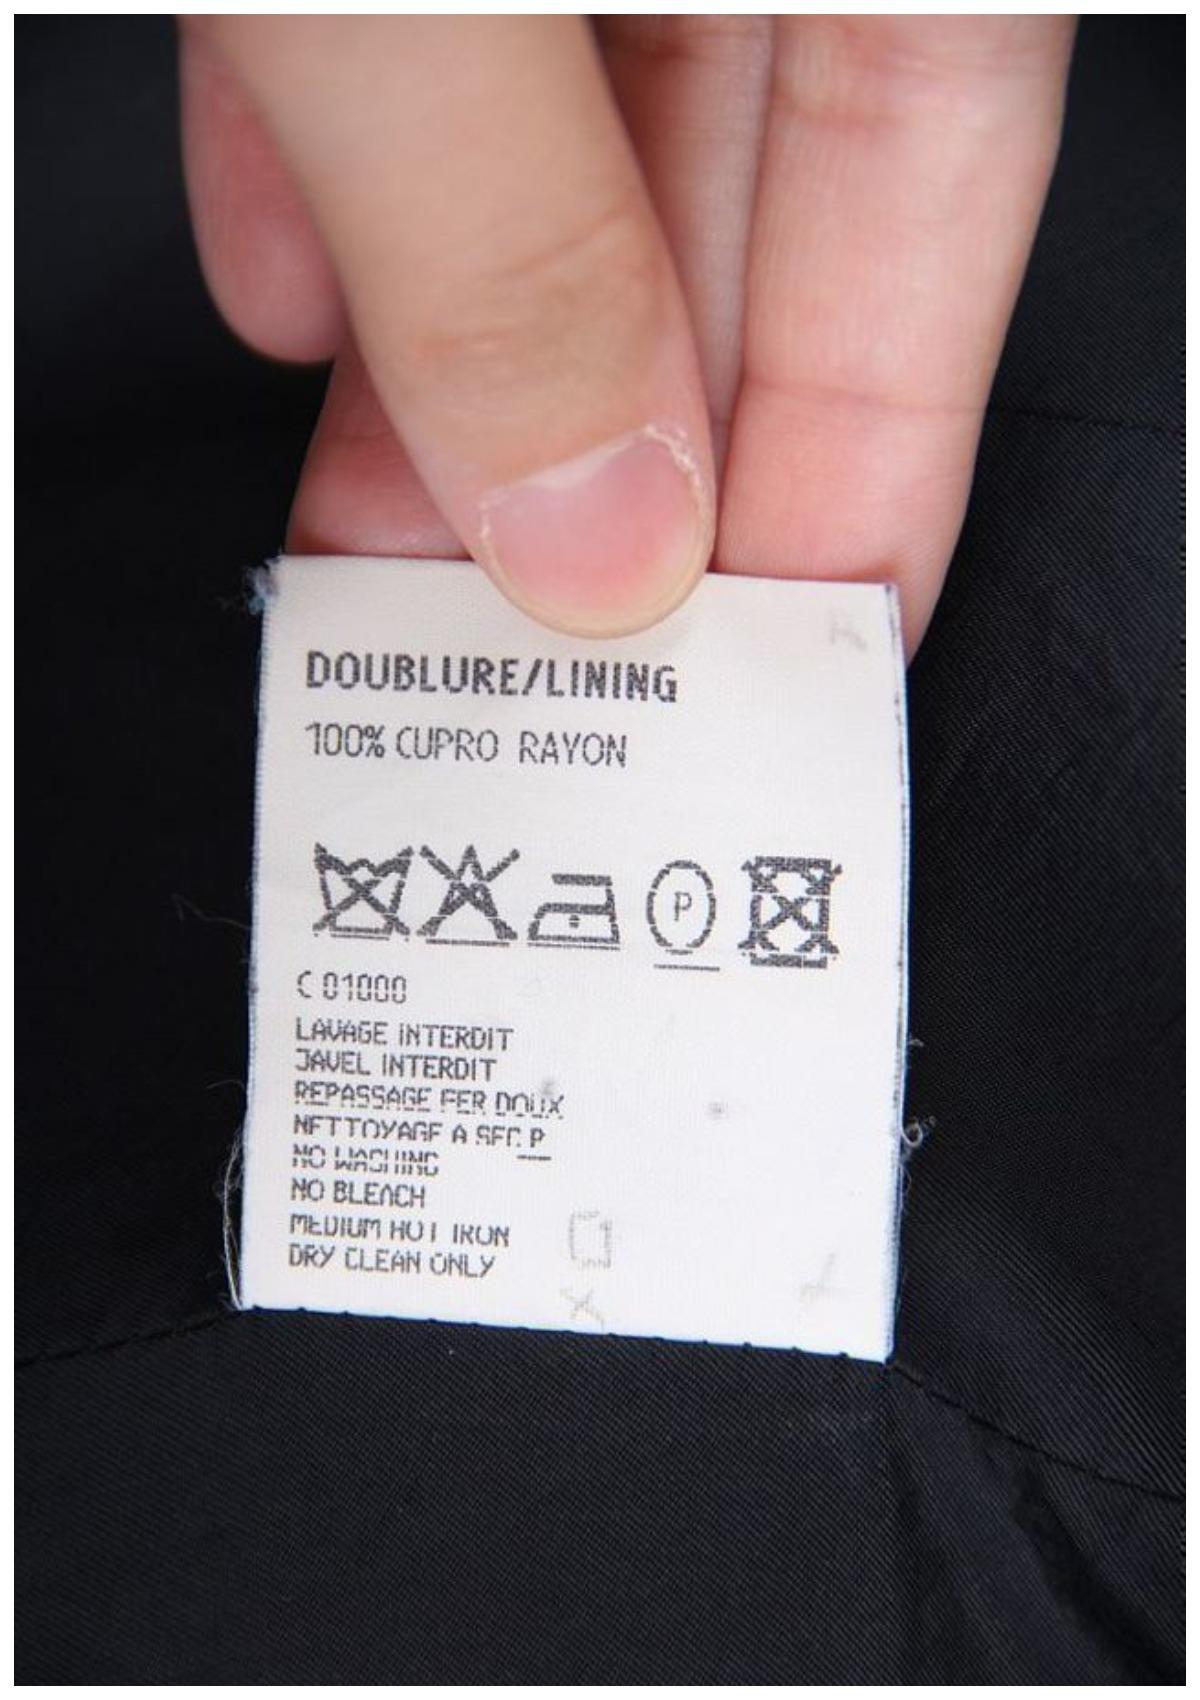 DOUBLURE/LINING
100% CUPRO RAYON
P
C 01000
LAVAGE INTERDIT
JAVEL INTERDIT
REPASSAGE FER DOUX
NETTOYAGE A SEC P
NO WASHING
NO BLEACH
MEDIUM HOT IRON
DRY CLEAN ONLY